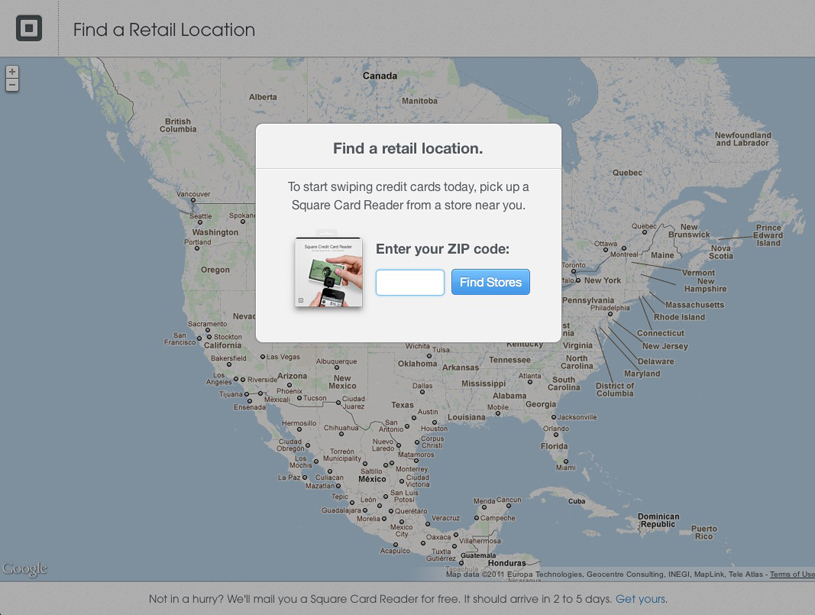 Find a Retail Location
+
−
Canada
Alberta
Manitoba
British
Columbia
Newfoundland
and Labrador
Quebec
Find a retail location.
To start swiping credit cards today, pick up a
Square Card Reader from a store near you.
Square Credit Card Reader
Enter your ZIP code:
Find Stores
Vancouver
Seattle
Spokane
Washington
Portland
Oregon
Quebec
New
Brunswick
Prince
Edward
Island
Ottawa
Montreal
Maine
Nova
Scotia
Toronto
New York
Vermont
New
Hampshire
Massachusetts
Rhode Island
Pennsylvania
Philadelphia
Connecticut
New Jersey
Delaware
Maryland
District of
Columbia
Sacramento
San
Francisco
Stockton
California
Bakersfield
Las Vegas
Los
Angeles
Riverside
Arizona
Phoenix
Tijuana
Mexicali
Tucson
Ensenada
Albuquerque
New
Mexico
Ciudad
Juarez
Wichita
Tulsa
Oklahoma
Arkansas
Kentucky
Tennessee
Virginia
North
Carolina
South
Carolina
Atlanta
Mississippi
Alabama
Georgia
Dallas
Texas
Louisiana
Mobile
Jacksonville
Austin
San
Antonio
Houston
Orlando
Florida
Miami
Hermosillo
Chihuahua
Ciudad
Obregón
Nuevo
Laredo
Corpus
Christi
Los
Mochis
Torreón
Municipality
Matamoros
Monterrey
La Paz
Culiacan
Saltillo
México
Ciudad
Victoria
Mazatlan
Tepic
León
San Luis
Potosi
Guadalajara
Querétaro
Morelia
Mexico
City
Veracruz
Merida
Cancun
Campeche
Acapulco
Oaxaca
Villahermosa
Tuxtla
Gutiérrez
Guatemala
Honduras
Cuba
Dominican
Republic
Puerto
Rico
Google
Map data ©2011 Europa Technologies, Geocentre Consulting, INEGI, MapLink, Tele Atlas - Terms of Use
Not in a hurry? We'll mail you a Square Card Reader for free. It should arrive in 2 to 5 days. Get yours.